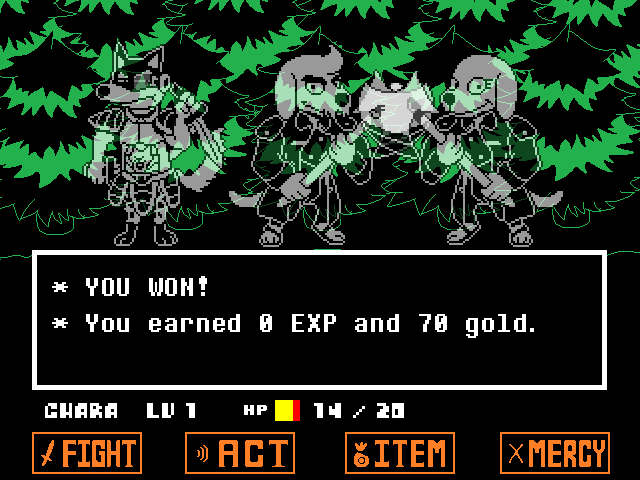 * YOU WON!
* You earned 0 EXP and 70 gold.
CHARA LV 1 HP 14 / 20
FIGHT ACT ITEM MERCY